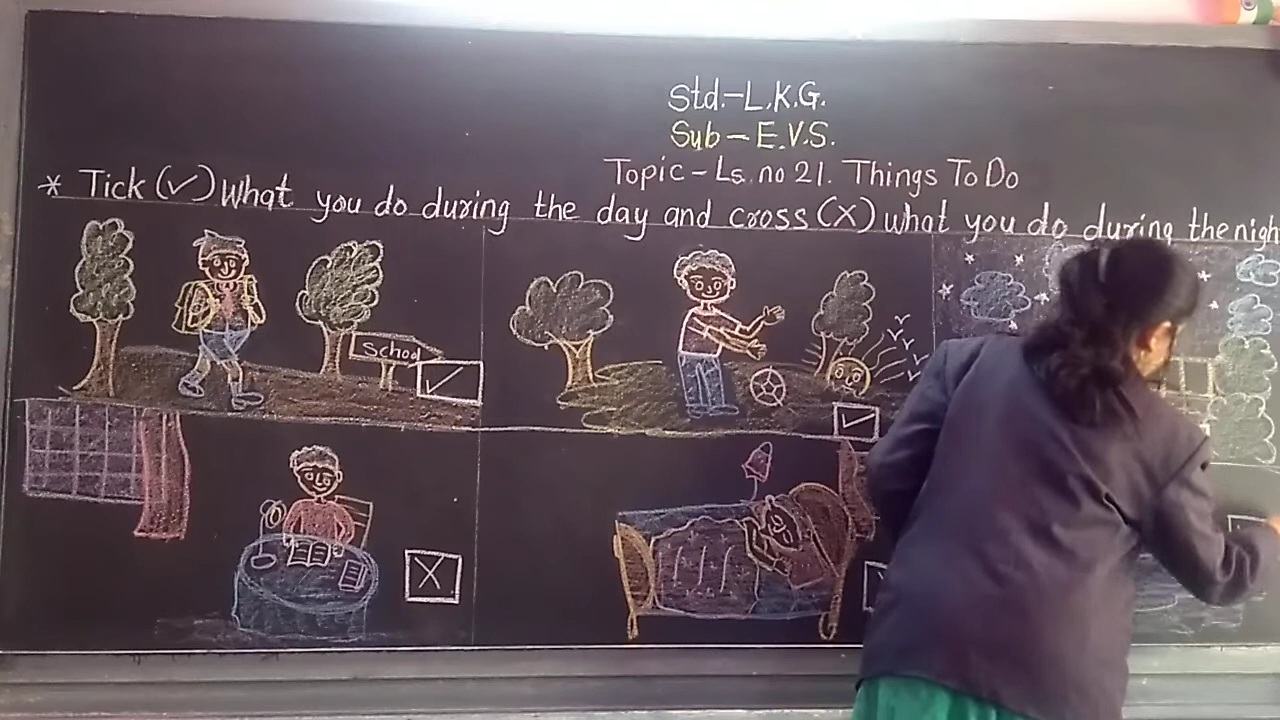 Std.-L.K.G.
Sub-E.V.S.
Topic-Ls. no 21. Things To Do
* Tick (✓) What you do during the day and cross (X) what you do during the nigh
School